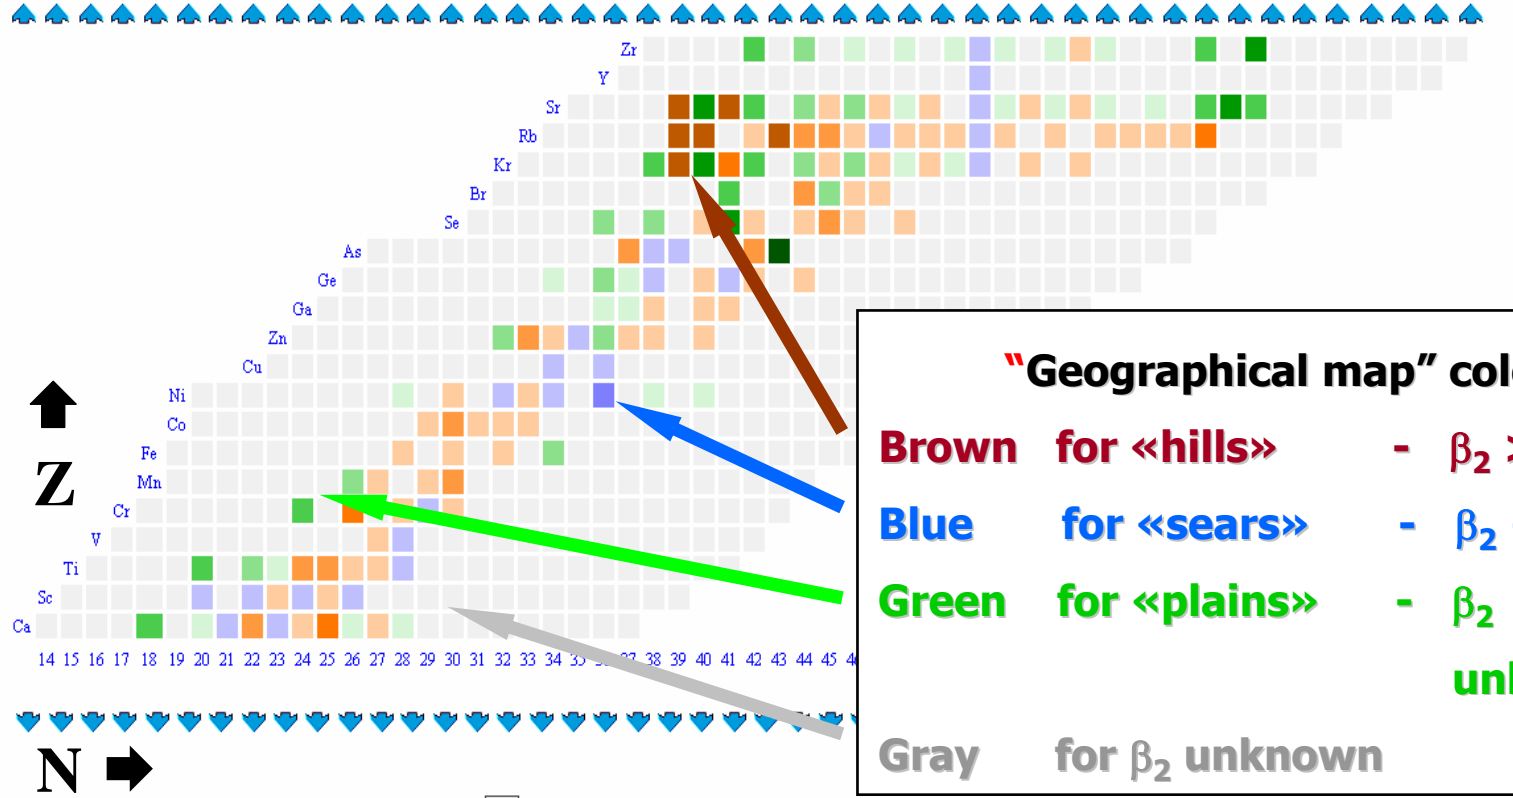 Zr
Y
Sr
Rb
Kr
Br
Se
As
Ge
Ga
Zn
Cu
Ni
Co
Fe
Mn
Cr
V
Ti
Sc
Ca
14 15 16 17 18 19 20 21 22 23 24 25 26 27 28 29 30 31 32 33 34 35 36 37 38 39 40 41 42 43 44 45
Z
N
“Geographical map” col
Brown for «hills» - β₂ >
Blue for «sears» - β₂
Green for «plains» - β₂
Gray for β₂ unknown